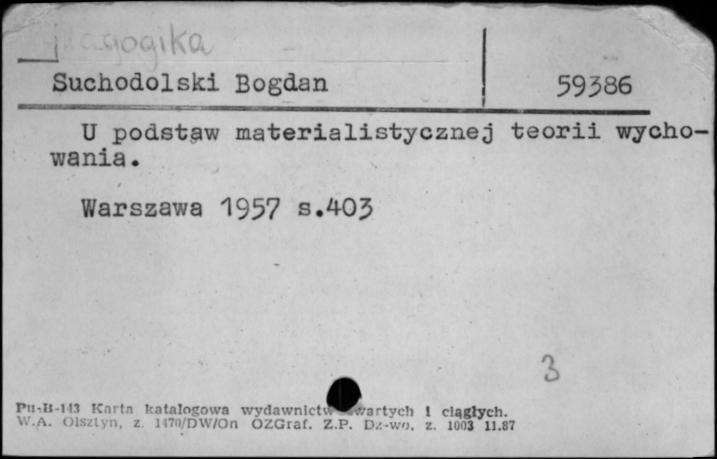 pedagogika
Suchodolski Bogdan 59386
U podstaw materialistycznej teorii wycho-
wania.
Warszawa 1957 s.403
3
Pu-B-143 Karta katalogowa wydawnictw zwartych i ciągłych.
W.A. Olsztyn, z. 1470/DW/On OZGraf. Z.P. Dz-wo, z. 1003 11.87